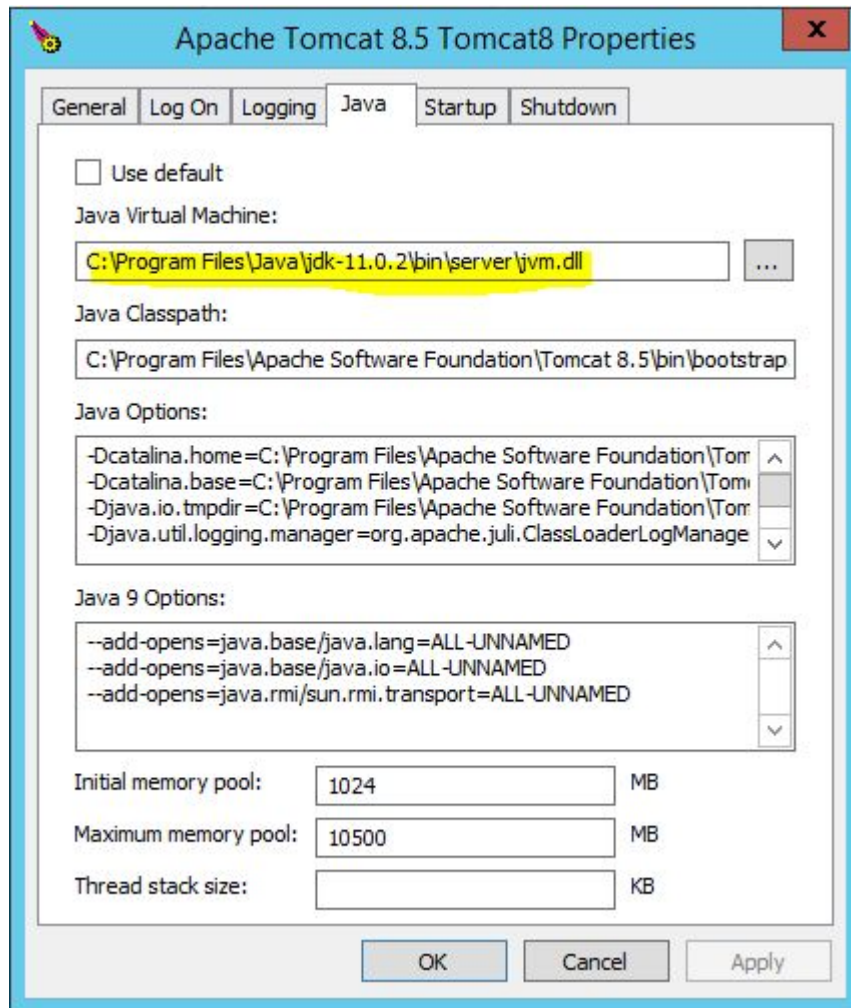 Apache Tomcat 8.5 Tomcat8 Properties
x
General Log On Logging Java Startup Shutdown
Use default
Java Virtual Machine:
C:\Program Files\Java\jdk-11.0.2\bin\server\jvm.dll
...
Java Classpath:
C:\Program Files\Apache Software Foundation\Tomcat 8.5\bin\bootstrap
Java Options:
-Dcatalina.home=C:\Program Files\Apache Software Foundation\Tom
-Dcatalina.base=C:\Program Files\Apache Software Foundation\Tomc
-Djava.io.tmpdir=C:\Program Files\Apache Software Foundation\Tom
-Djava.util.logging.manager=org.apache.juli.ClassLoaderLogManage
Java 9 Options:
--add-opens=java.base/java.lang=ALL-UNNAMED
--add-opens=java.base/java.io=ALL-UNNAMED
--add-opens=java.rmi/sun.rmi.transport=ALL-UNNAMED
Initial memory pool: 1024 MB
Maximum memory pool: 10500 MB
Thread stack size: KB
OK Cancel Apply